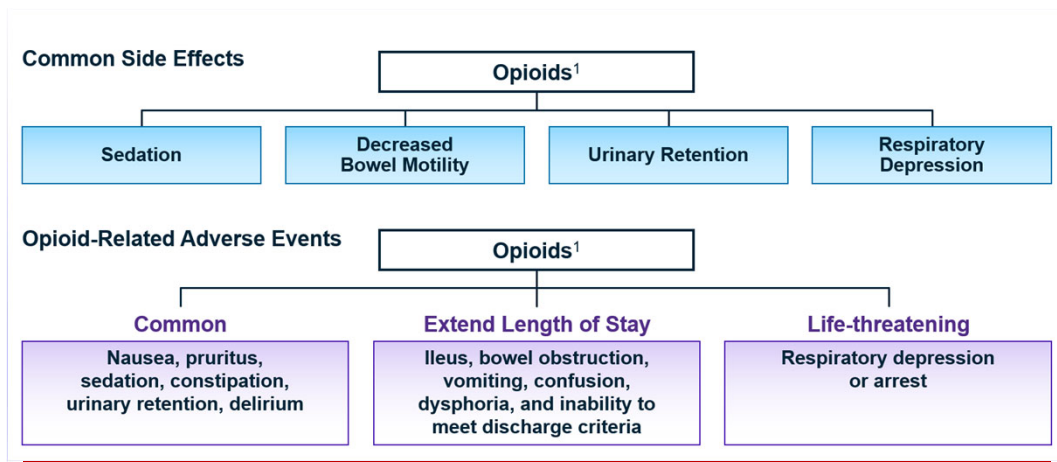 Common Side Effects
Opioids¹
Sedation
Decreased
Bowel Motility
Urinary Retention
Respiratory
Depression
Opioid-Related Adverse Events
Opioids¹
Common
Nausea, pruritus,
sedation, constipation,
urinary retention, delirium
Extend Length of Stay
Ileus, bowel obstruction,
vomiting, confusion,
dysphoria, and inability to
meet discharge criteria
Life-threatening
Respiratory depression
or arrest